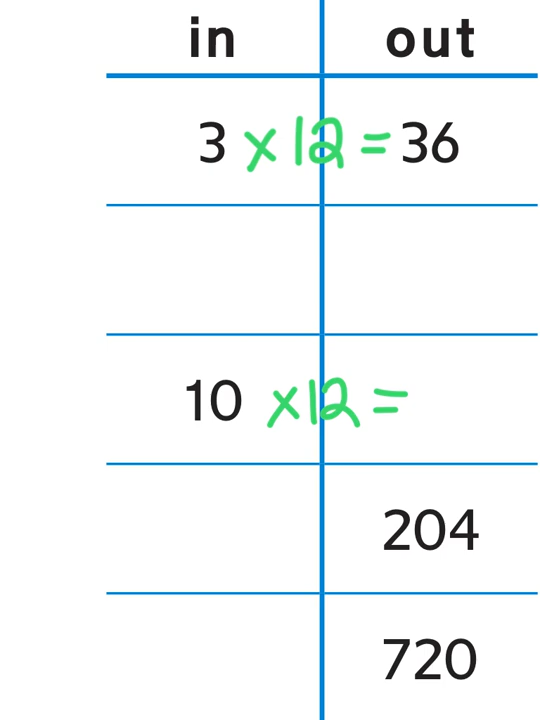 in out
3 x 12 = 36
10 x 12 =
204
720